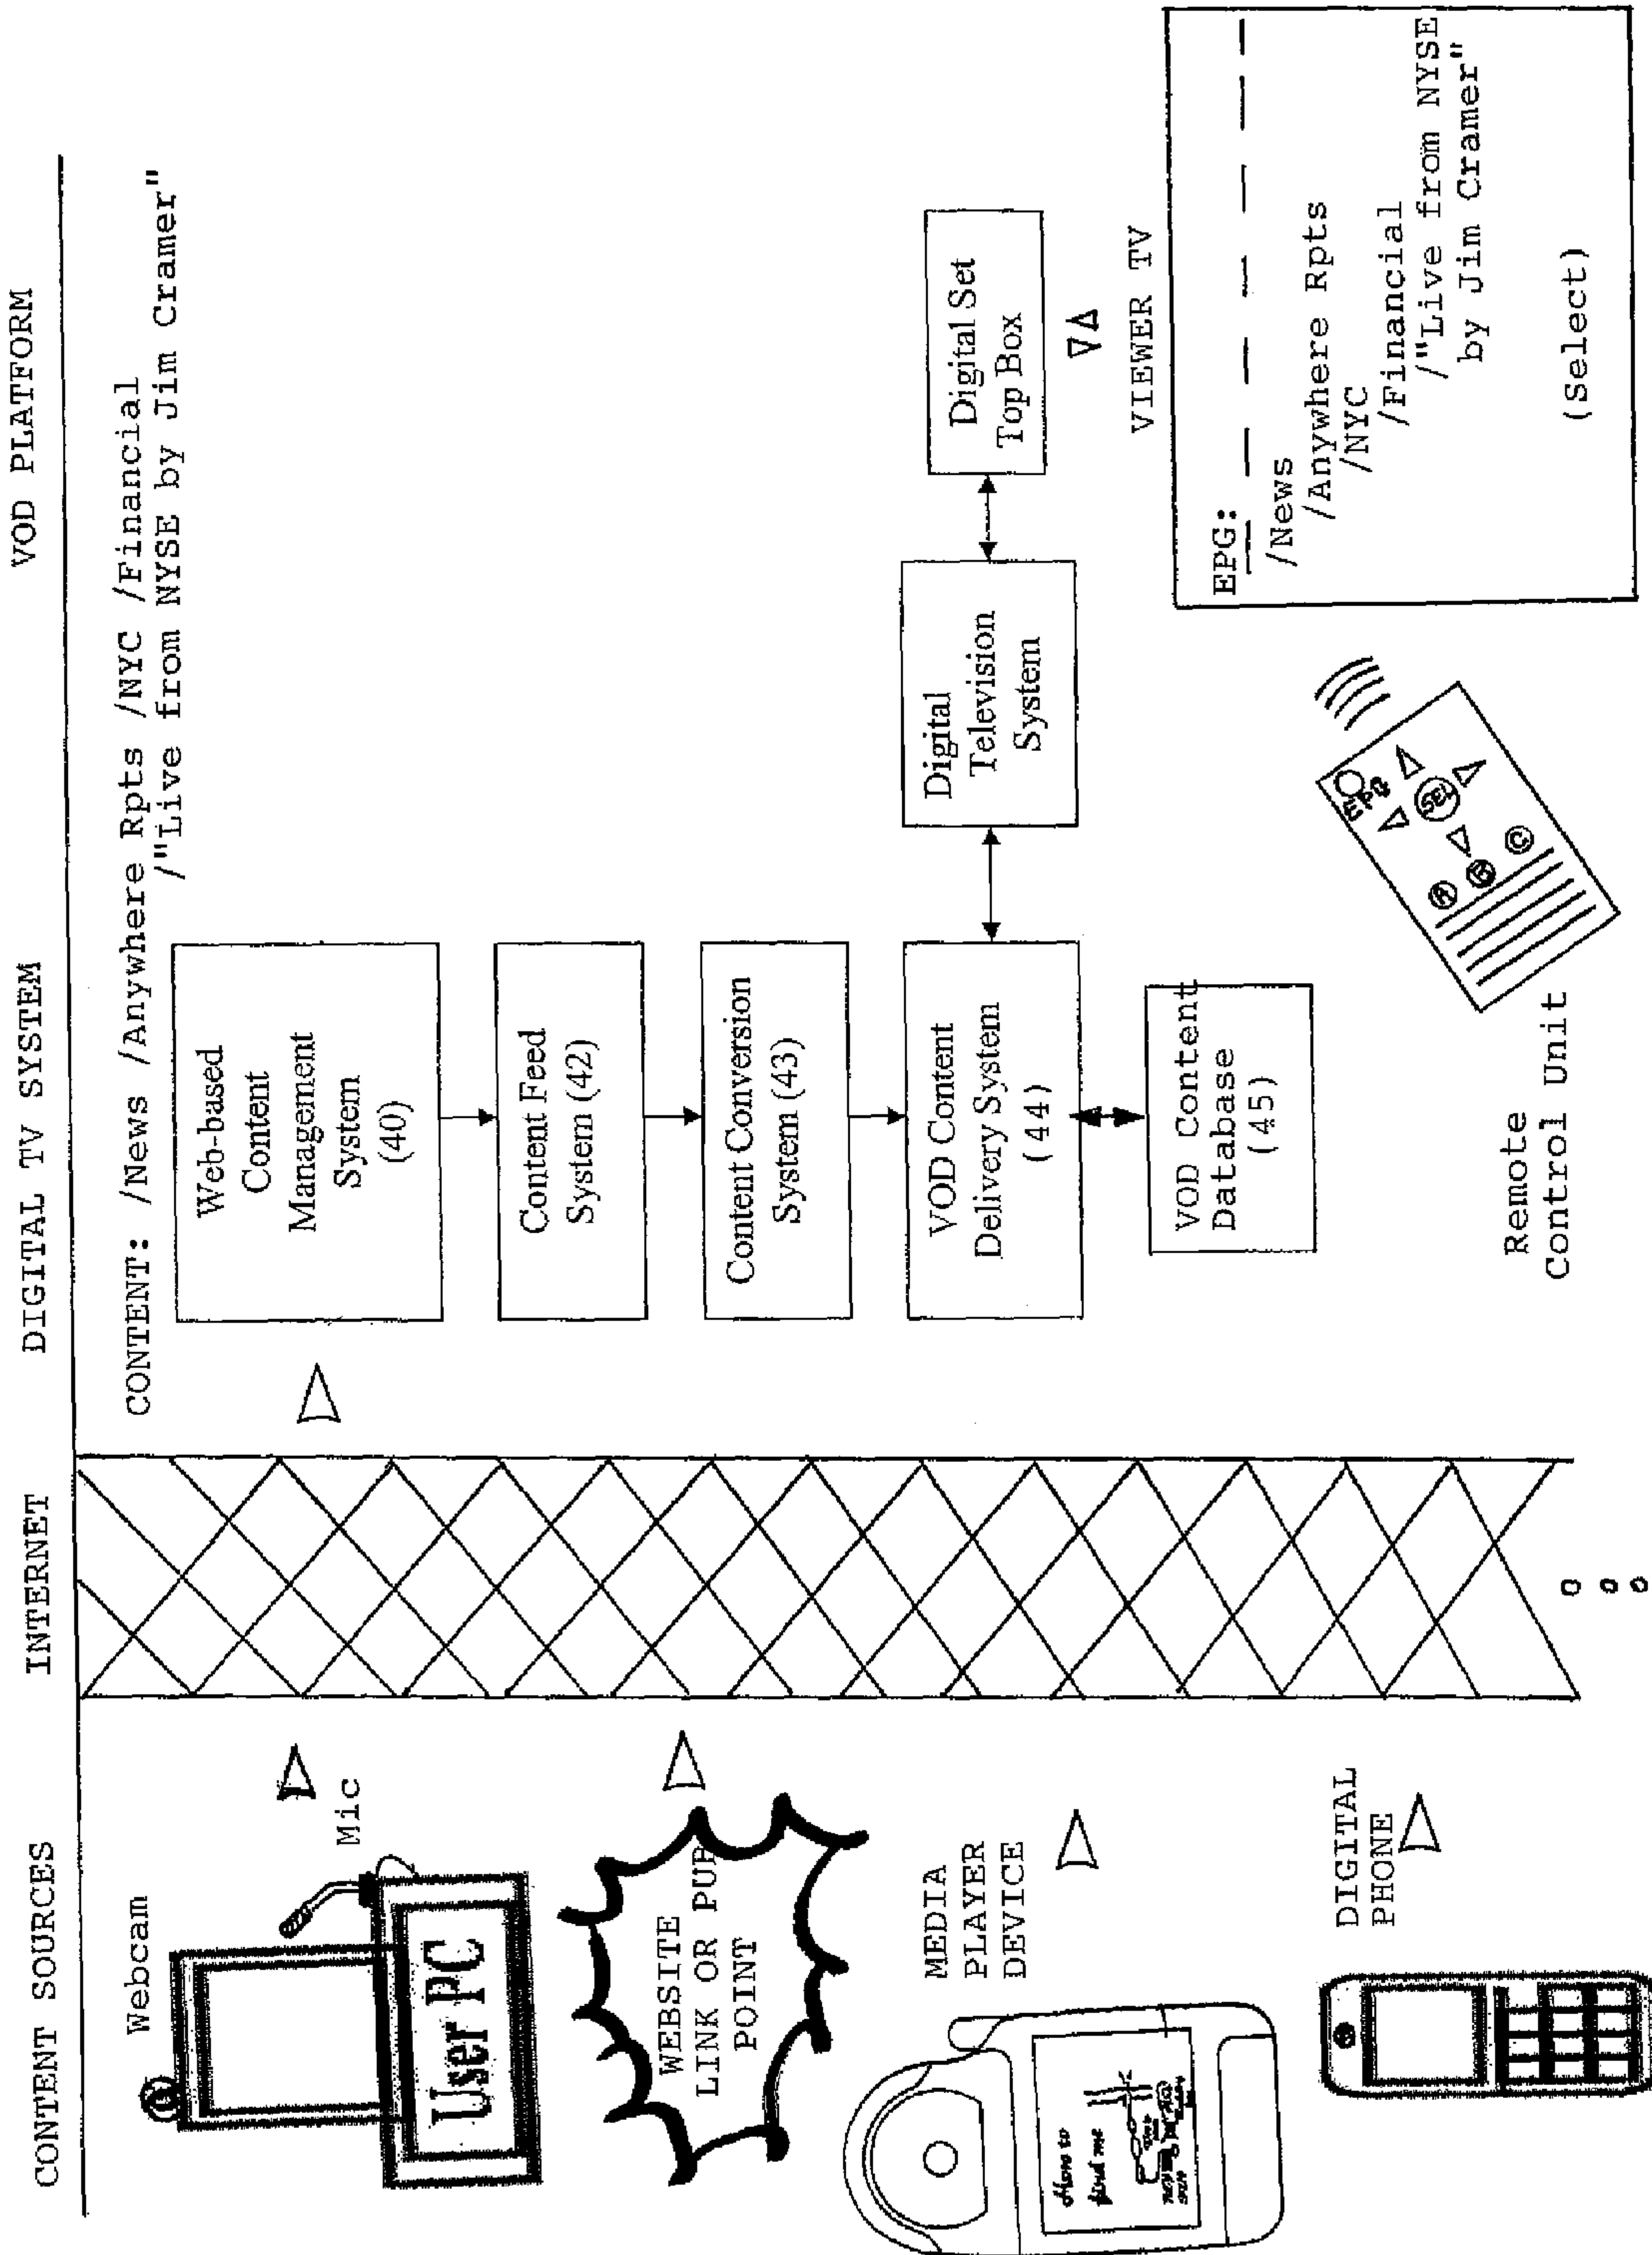 CONTENT SOURCES
INTERNET
DIGITAL TV SYSTEM
VOD PLATFORM
Webcam
Mic
User PC
WEBSITE
LINK OR PUB
POINT
MEDIA
PLAYER
DEVICE
How to
find me
DIGITAL
PHONE
CONTENT: /News /Anywhere Rpts /NYC /Financial
/"Live from NYSE by Jim Cramer"
Web-based
Content
Management
System
(40)
Content Feed
System (42)
Content Conversion
System (43)
VOD Content
Delivery System
(44)
VOD Content
Database
(45)
Digital
Television
System
Digital Set
Top Box
VIEWER TV
EPG:
/News
/Anywhere Rpts
/NYC
/Financial
/"Live from NYSE
by Jim Cramer"
(Select)
Remote
Control Unit
EPG
SEL
A
B
C